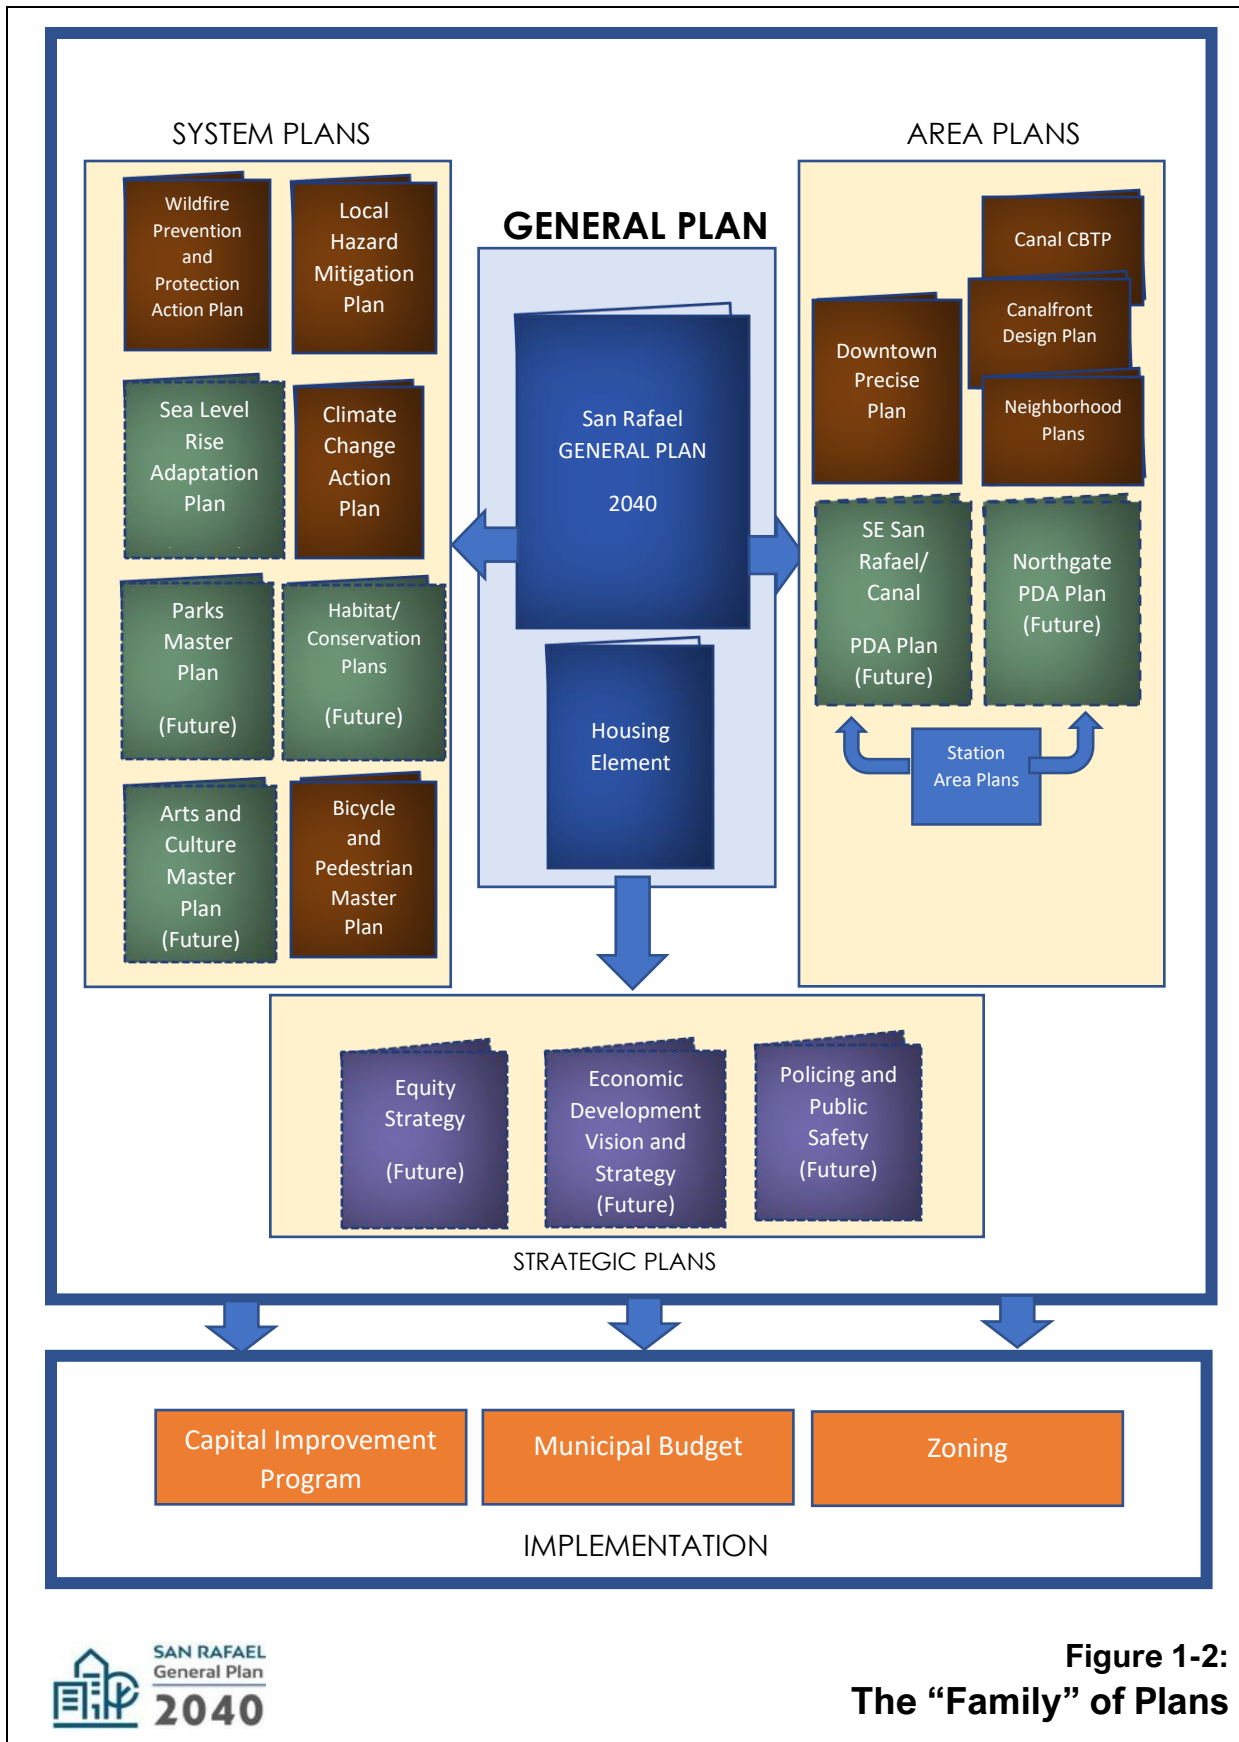 SYSTEM PLANS
Wildfire
Prevention
and
Protection
Action Plan
Local
Hazard
Mitigation
Plan
Sea Level
Rise
Adaptation
Plan
Climate
Change
Action
Plan
Parks
Master
Plan
(Future)
Habitat/
Conservation
Plans
(Future)
Arts and
Culture
Master
Plan
(Future)
Bicycle
and
Pedestrian
Master
Plan
GENERAL PLAN
San Rafael
GENERAL PLAN
2040
Housing
Element
AREA PLANS
Canal CBTP
Canalfront
Design Plan
Downtown
Precise
Plan
Neighborhood
Plans
SE San
Rafael/
Canal
PDA Plan
(Future)
Northgate
PDA Plan
(Future)
Station
Area Plans
Equity
Strategy
(Future)
Economic
Development
Vision and
Strategy
(Future)
Policing and
Public
Safety
(Future)
STRATEGIC PLANS
Capital Improvement
Program
Municipal Budget
Zoning
IMPLEMENTATION
SAN RAFAEL
General Plan
2040
Figure 1-2:
The “Family” of Plans